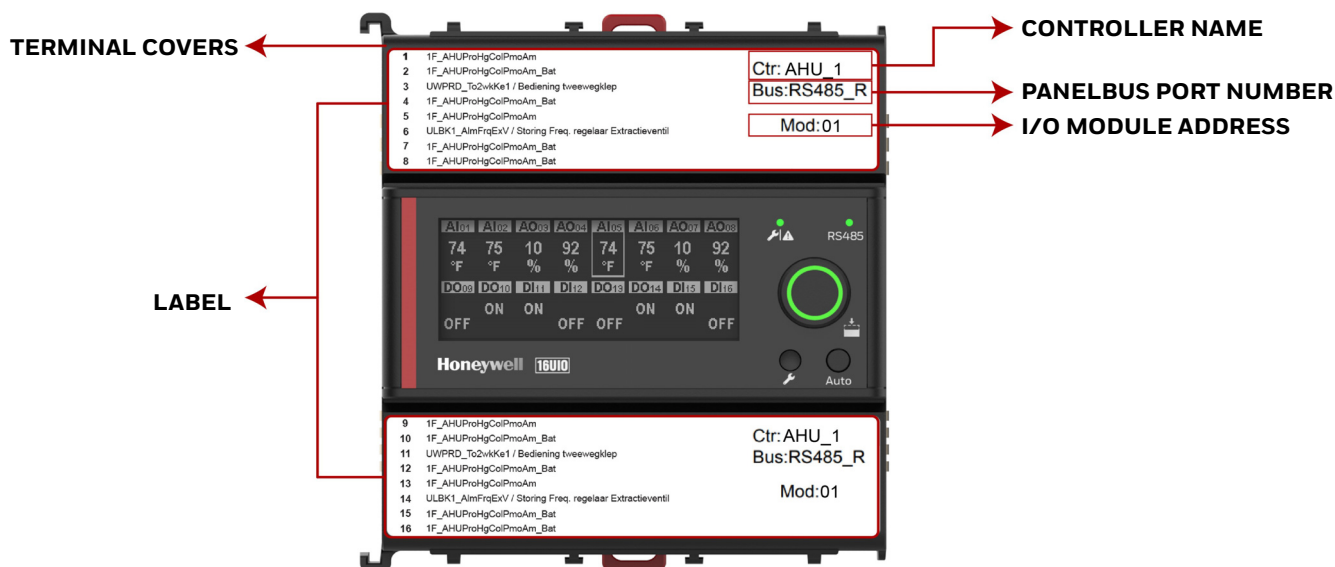 TERMINAL COVERS
CONTROLLER NAME
PANELBUS PORT NUMBER
I/O MODULE ADDRESS
LABEL
1 1F_AHUProHgColPmoAm
2 1F_AHUProHgColPmoAm_Bat
3 UWPRD_To2wkKe1 / Bediening tweewegklep
4 1F_AHUProHgColPmoAm_Bat
5 1F_AHUProHgColPmoAm
6 ULBK1_AlmFrqExV / Storing Freq. regelaar Extractieventil
7 1F_AHUProHgColPmoAm_Bat
8 1F_AHUProHgColPmoAm_Bat
Ctr: AHU_1
Bus:RS485_R
Mod:01
AI01 AI02 AO03 AO04 AI05 AI06 AO07 AO08
74 75 10 92 74 75 10 92
°F °F % % °F °F % %
DO09 DO10 DI11 DI12 DO13 DO14 DI15 DI16
ON ON ON ON
OFF OFF OFF OFF
RS485
Honeywell 16UIO
Auto
9 1F_AHUProHgColPmoAm
10 1F_AHUProHgColPmoAm_Bat
11 UWPRD_To2wkKe1 / Bediening tweewegklep
12 1F_AHUProHgColPmoAm_Bat
13 1F_AHUProHgColPmoAm
14 ULBK1_AlmFrqExV / Storing Freq. regelaar Extractieventil
15 1F_AHUProHgColPmoAm_Bat
16 1F_AHUProHgColPmoAm_Bat
Ctr: AHU_1
Bus:RS485_R
Mod:01